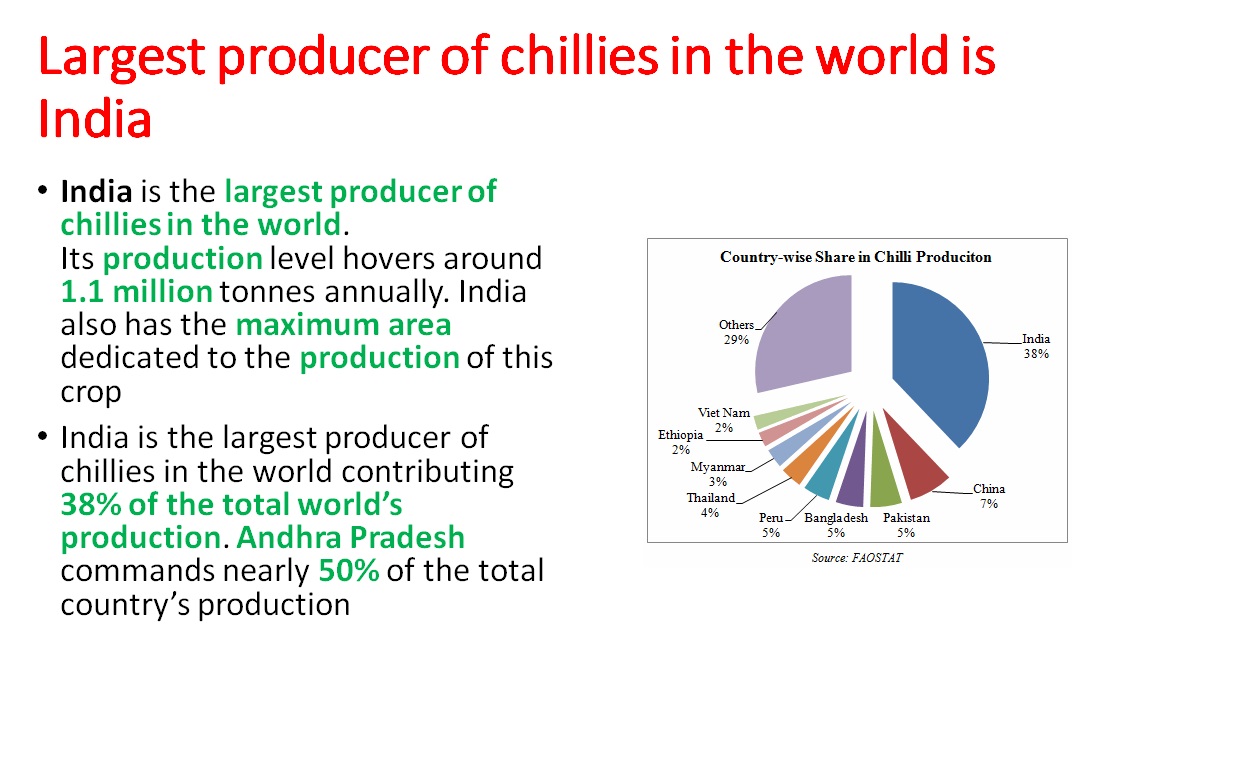 Largest producer of chillies in the world is
India
• India is the largest producer of
chillies in the world.
Its production level hovers around
1.1 million tonnes annually. India
also has the maximum area
dedicated to the production of this
crop
• India is the largest producer of
chillies in the world contributing
38% of the total world’s
production. Andhra Pradesh
commands nearly 50% of the total
country’s production
Country-wise Share in Chilli Produciton
Others
29%
India
38%
Viet Nam
2%
Ethiopia
2%
Myanmar
3%
Thailand
4%
Peru
5%
Bangladesh
5%
Pakistan
5%
China
7%
Source: FAOSTAT